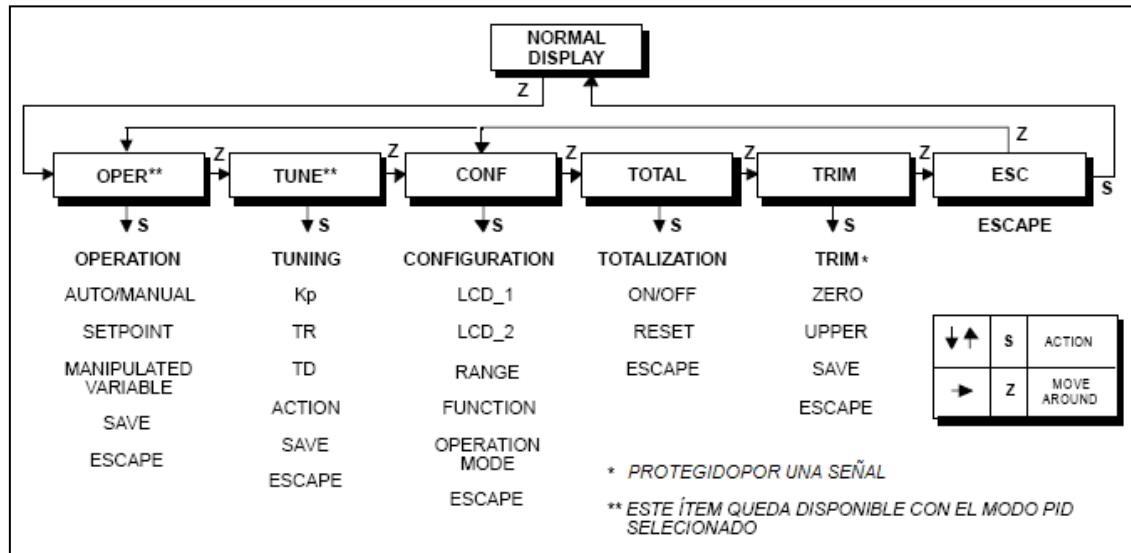 NORMAL
DISPLAY
Z
Z
OPER**
Z
TUNE**
Z
CONF
Z
TOTAL
Z
TRIM
Z
ESC
S
S
S
S
S
S
ESCAPE
OPERATION
AUTO/MANUAL
SETPOINT
MANIPULATED
VARIABLE
SAVE
ESCAPE
TUNING
Kp
TR
TD
ACTION
SAVE
ESCAPE
CONFIGURATION
LCD_1
LCD_2
RANGE
FUNCTION
OPERATION
MODE
ESCAPE
TOTALIZATION
ON/OFF
RESET
ESCAPE
TRIM*
ZERO
UPPER
SAVE
ESCAPE
S ACTION
Z MOVE
AROUND
* PROTEGIDOPOR UNA SEÑAL
** ESTE ÍTEM QUEDA DISPONIBLE CON EL MODO PID
SELECIONADO